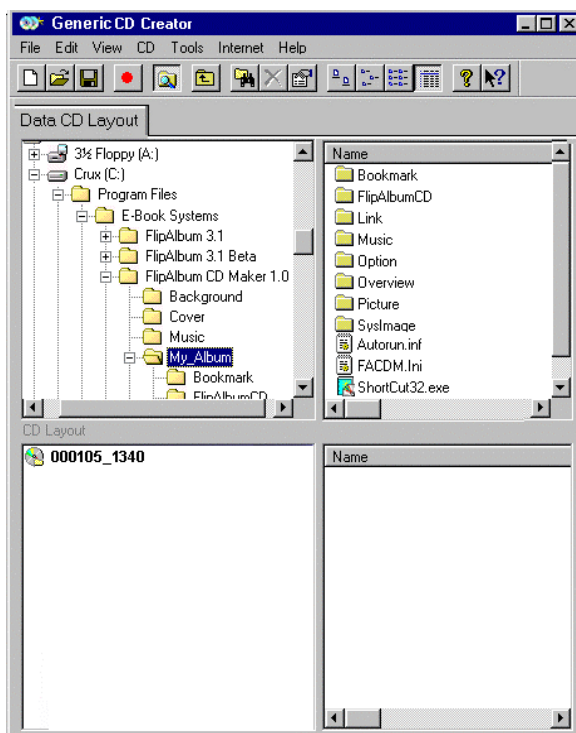 Generic CD Creator
File Edit View CD Tools Internet Help
Data CD Layout
3½ Floppy (A:)
Crux (C:)
Program Files
E-Book Systems
FlipAlbum 3.1
FlipAlbum 3.1 Beta
FlipAlbum CD Maker 1.0
Background
Cover
Music
My_Album
Bookmark
FlipAlbumCD
Name
Bookmark
FlipAlbumCD
Link
Music
Option
Overview
Picture
SysImage
Autorun.inf
FACDM.Ini
ShortCut32.exe
CD Layout
000105_1340
Name